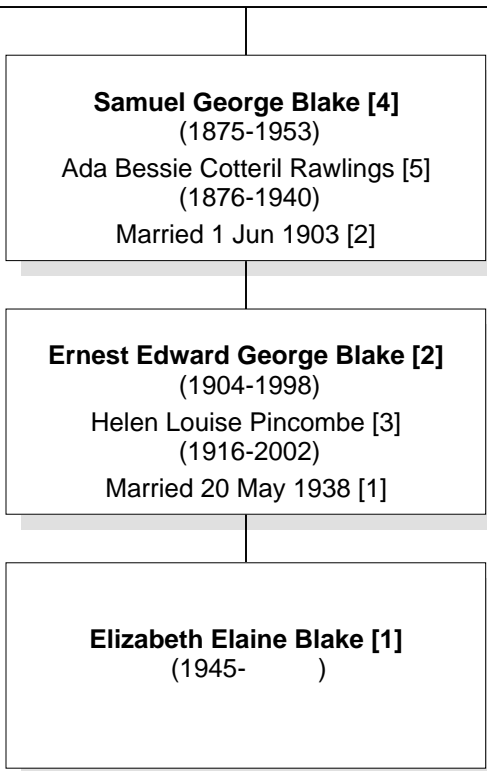 Samuel George Blake [4]
(1875-1953)
Ada Bessie Cotteril Rawlings [5]
(1876-1940)
Married 1 Jun 1903 [2]
Ernest Edward George Blake [2]
(1904-1998)
Helen Louise Pincombe [3]
(1916-2002)
Married 20 May 1938 [1]
Elizabeth Elaine Blake [1]
(1945-        )